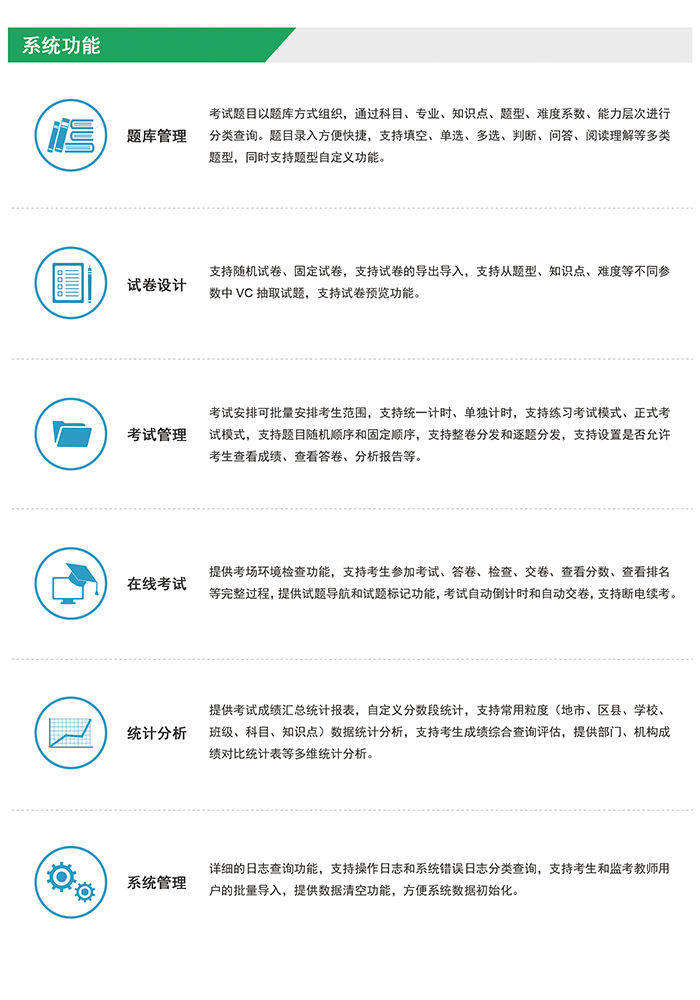 系统功能
题库管理
考试题目以题库方式组织，通过科目、专业、知识点、题型、难度系数、能力层次进行
分类查询。题目录入方便快捷，支持填空、单选、多选、判断、问答、阅读理解等多类
题型，同时支持题型自定义功能。
试卷设计
支持随机试卷、固定试卷，支持试卷的导出导入，支持从题型、知识点、难度等不同参
数中 VC 抽取试题，支持试卷预览功能。
考试管理
考试安排可批量安排考生范围，支持统一计时、单独计时，支持练习考试模式、正式考
试模式，支持题目随机顺序和固定顺序，支持整卷分发和逐题分发，支持设置是否允许
考生查看成绩、查看答卷、分析报告等。
在线考试
提供考场环境检查功能，支持考生参加考试、答卷、检查、交卷、查看分数、查看排名
等完整过程，提供试题导航和试题标记功能，考试自动倒计时和自动交卷，支持断电续考。
统计分析
提供考试成绩汇总统计报表，自定义分数段统计，支持常用粒度（地市、区县、学校、
班级、科目、知识点）数据统计分析，支持考生成绩综合查询评估，提供部门、机构成
绩对比统计表等多维统计分析。
系统管理
详细的日志查询功能，支持操作日志和系统错误日志分类查询，支持考生和监考教师用
户的批量导入，提供数据清空功能，方便系统数据初始化。